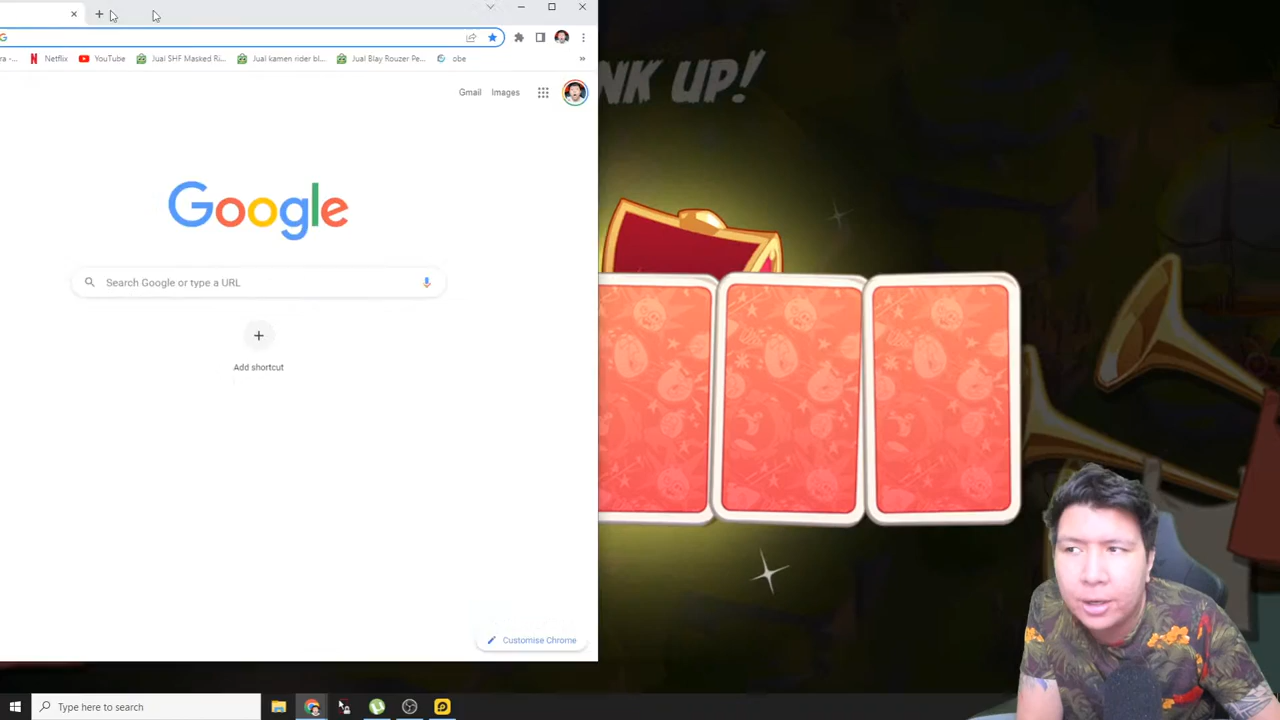 Netflix
YouTube
Jual SHF Masked Ri...
Jual kamen rider bl...
Jual Blay Rouzer Pe...
obe
»
Gmail
Images
NK UP!
Google
Search Google or type a URL
Add shortcut
Customise Chrome
Type here to search